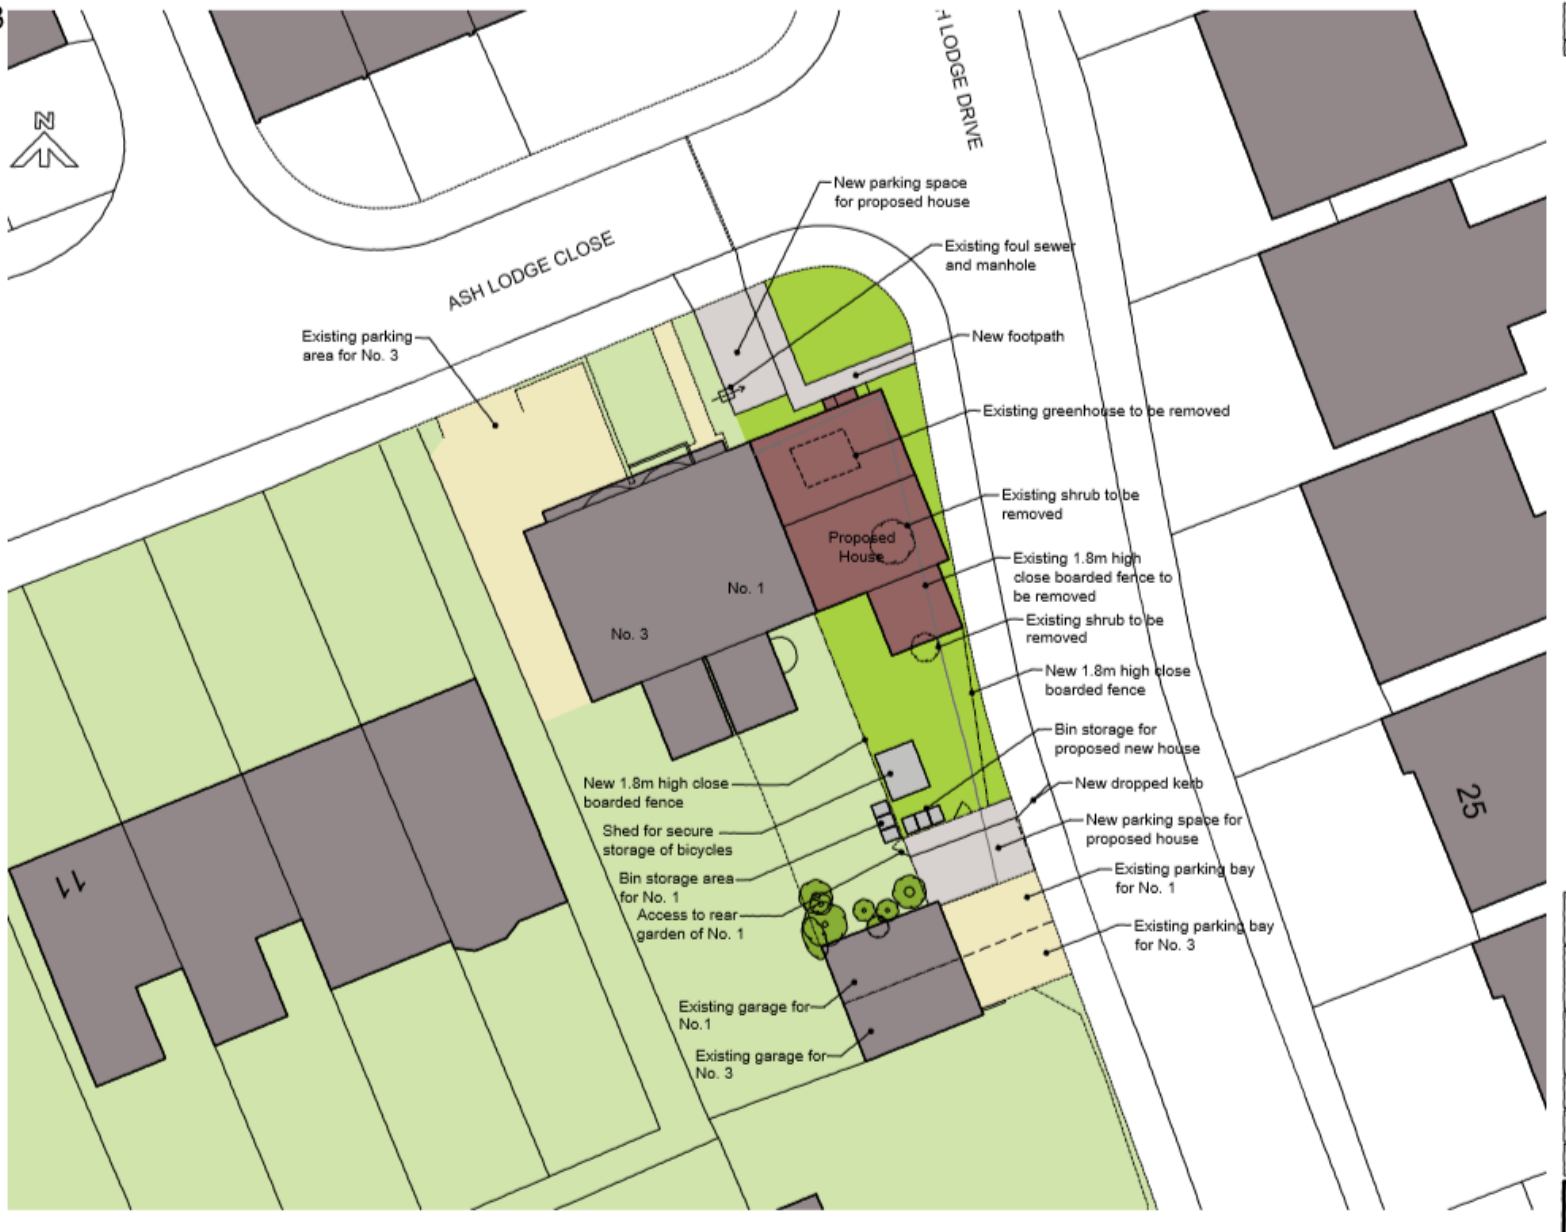 N
H LODGE DRIVE
New parking space
for proposed house
ASH LODGE CLOSE
Existing foul sewer
and manhole
Existing parking
area for No. 3
New footpath
Existing greenhouse to be removed
Existing shrub to be
removed
Proposed
House
Existing 1.8m high
close boarded fence to
be removed
No. 1
No. 3
Existing shrub to be
removed
New 1.8m high close
boarded fence
Bin storage for
proposed new house
New 1.8m high close
boarded fence
New dropped kerb
25
Shed for secure
storage of bicycles
New parking space for
proposed house
Bin storage area
for No. 1
Existing parking bay
for No. 1
11
Access to rear
garden of No. 1
Existing parking bay
for No. 3
Existing garage for
No.1
Existing garage for
No. 3